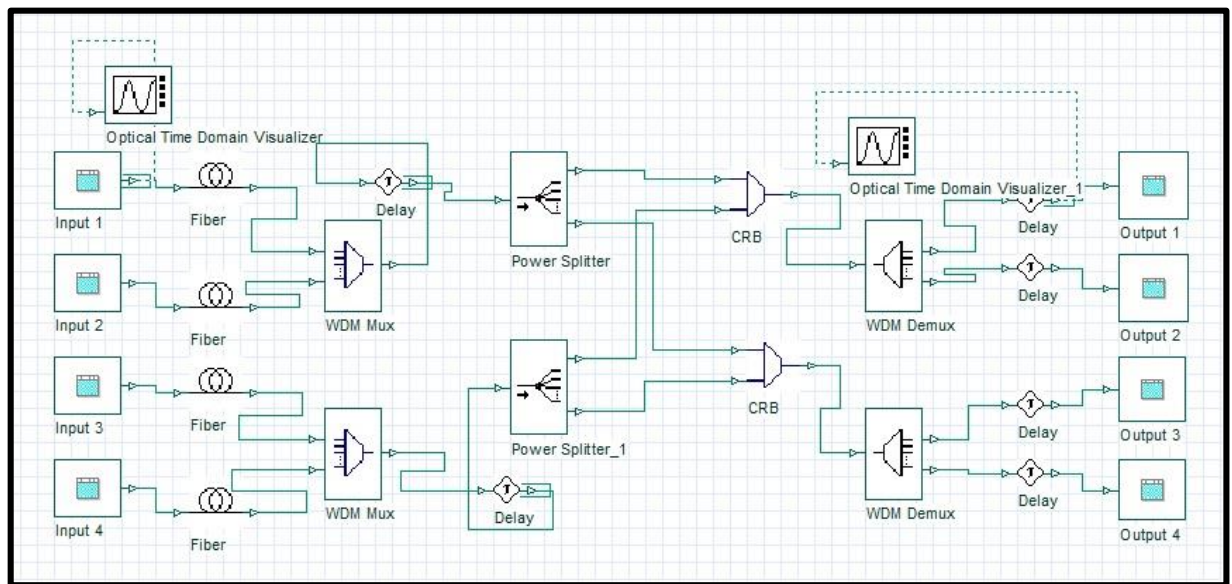 Optical Time Domain Visualizer
Input 1
Fiber
Delay
Power Splitter
CRB
Optical Time Domain Visualizer_1
Delay
Output 1
Input 2
Fiber
WDM Mux
WDM Demux
Delay
Output 2
Input 3
Fiber
Power Splitter_1
CRB
Delay
Output 3
Input 4
Fiber
WDM Mux
Delay
WDM Demux
Delay
Output 4